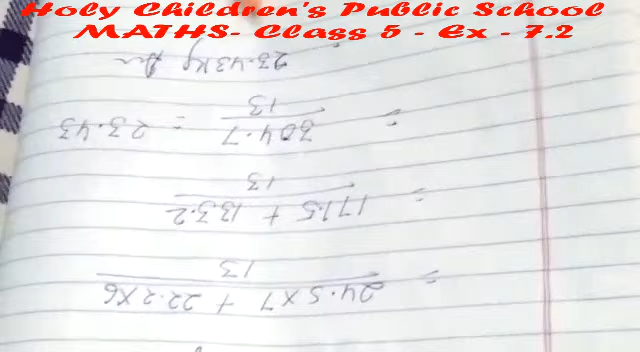 Holy Children's Public School
MATHS- Class 5 - Ex - 7.2
= 24.5×7 + 22.2×6
13
= 171.5 + 133.2
13
= 304.7 = 23.43
13
23.43 kg Ans